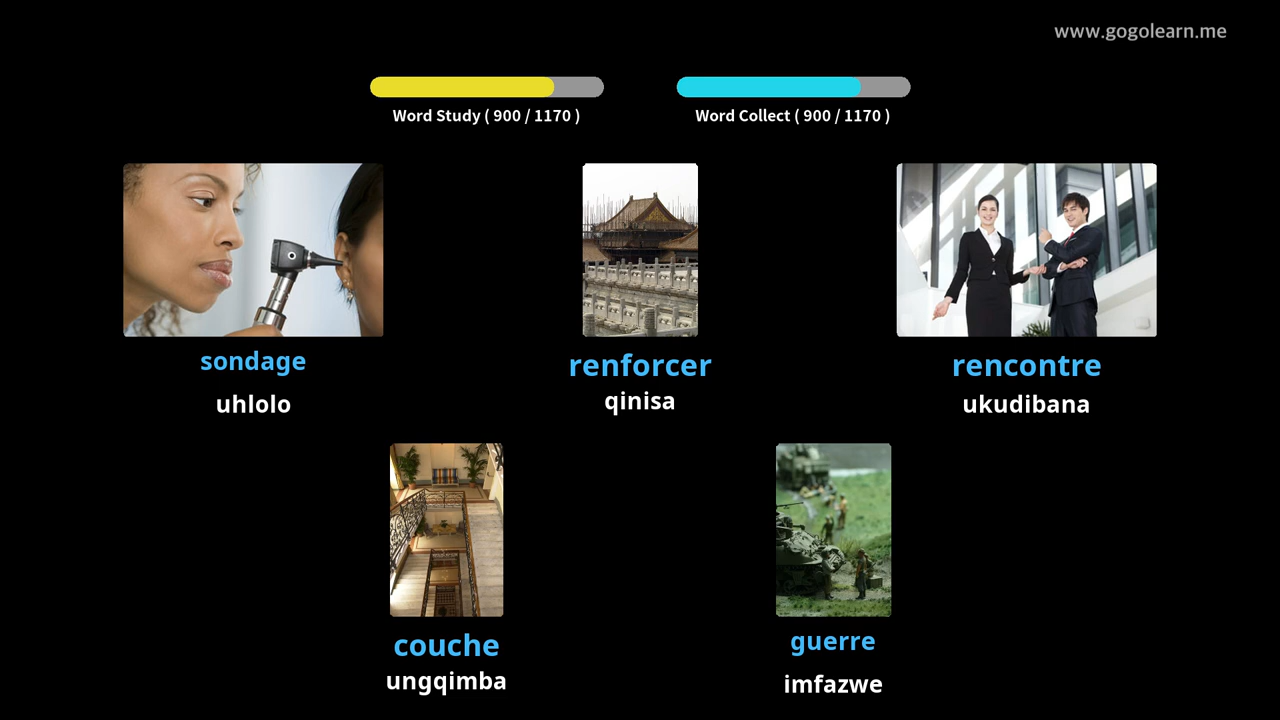 www.gogolearn.me
Word Study ( 900 / 1170 )
Word Collect ( 900 / 1170 )
sondage
uhlolo
renforcer
qinisa
rencontre
ukudibana
couche
ungqimba
guerre
imfazwe